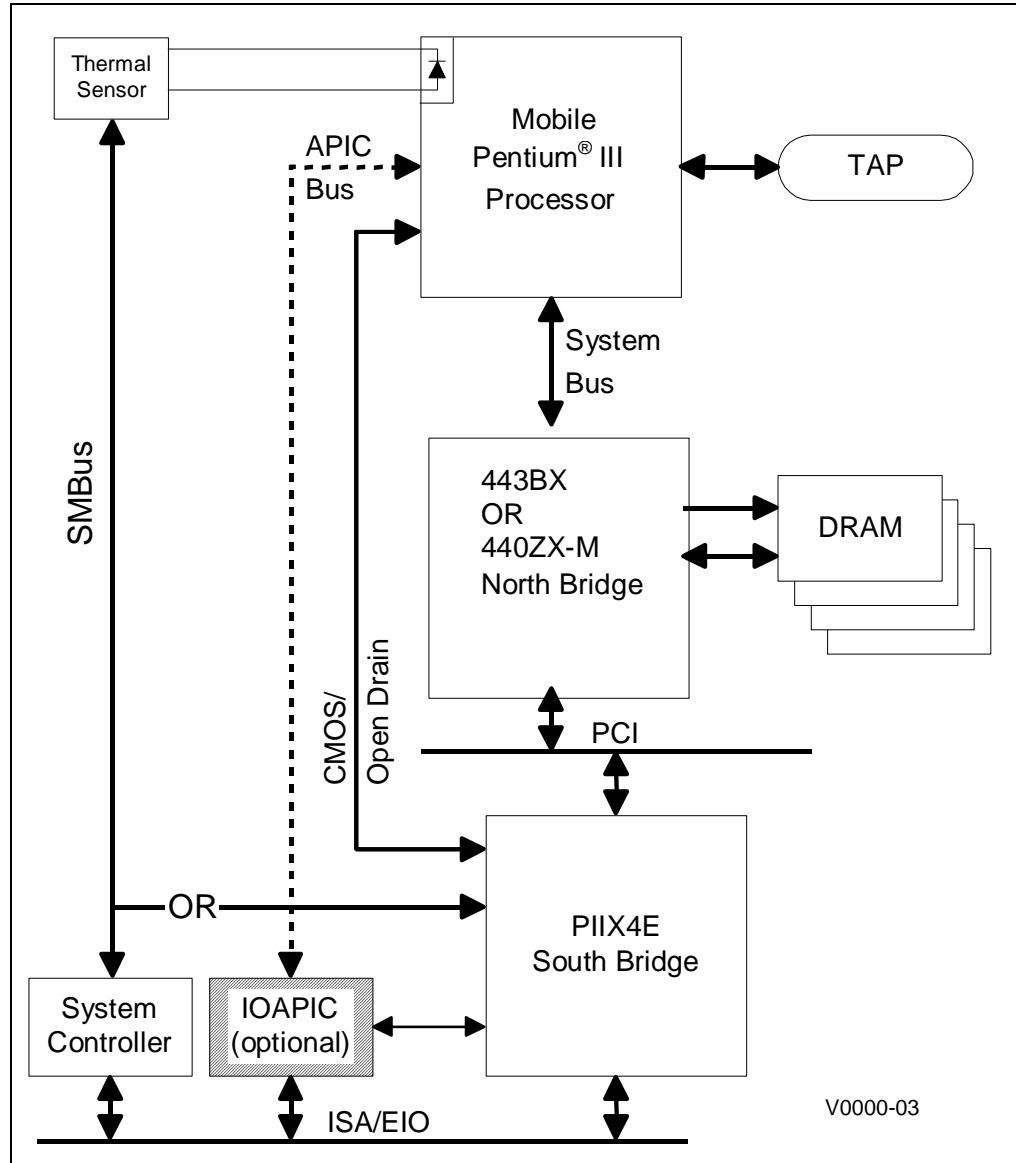 Thermal
Sensor
Mobile
Pentium® III
Processor
APIC
Bus
TAP
System
Bus
SMBus
443BX
OR
440ZX-M
North Bridge
DRAM
CMOS/
Open Drain
PCI
OR
PIIX4E
South Bridge
System
Controller
IOAPIC
(optional)
ISA/EIO
V0000-03